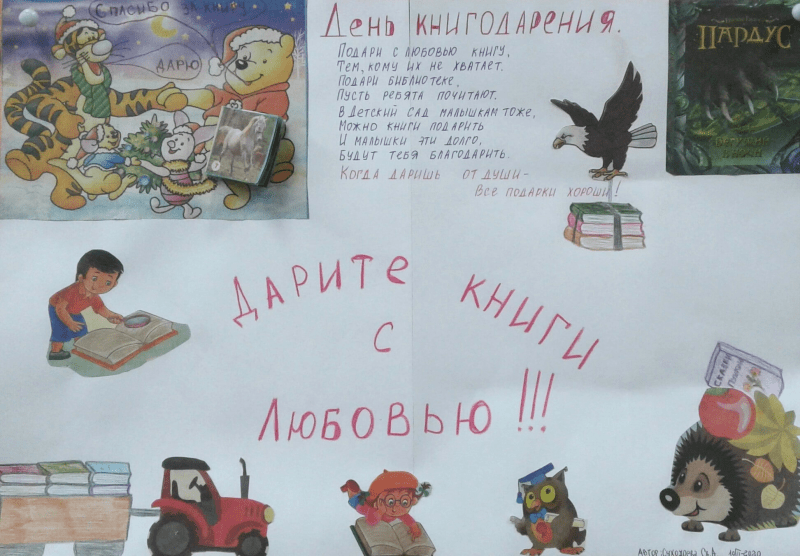 Спасибо за книгу
ДАРЮ
День книгодарения.
Подари с любовью книгу,
Тем, кому их не хватает.
Подари библиотеке,
Пусть ребята почитают.
В детский сад малышкам тоже,
Можно книги подарить
И малышки эти долго,
Будут тебя благодарить.
Когда даришь от души –
Все подарки хороши!
ПАРДУС
ДАРИТЕ КНИГИ
С
ЛЮБОВЬЮ!!!
СКАЗКИ
Автор: